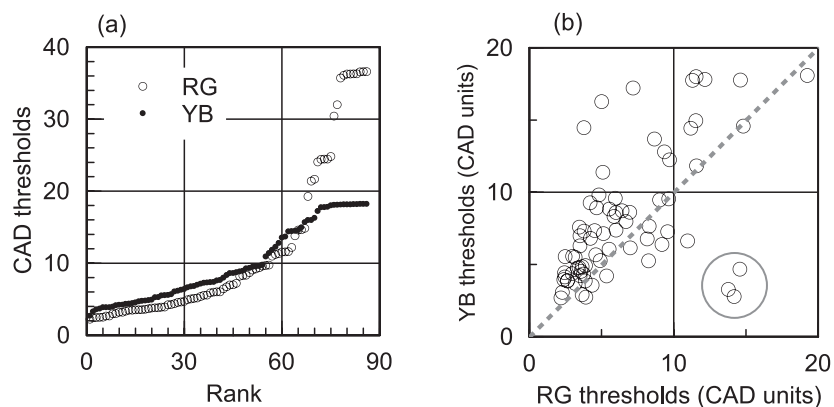 (a)
40
30
20
10
0
CAD thresholds
RG
YB
0
30
60
90
Rank
(b)
20
10
0
YB thresholds (CAD units)
0
10
20
RG thresholds (CAD units)